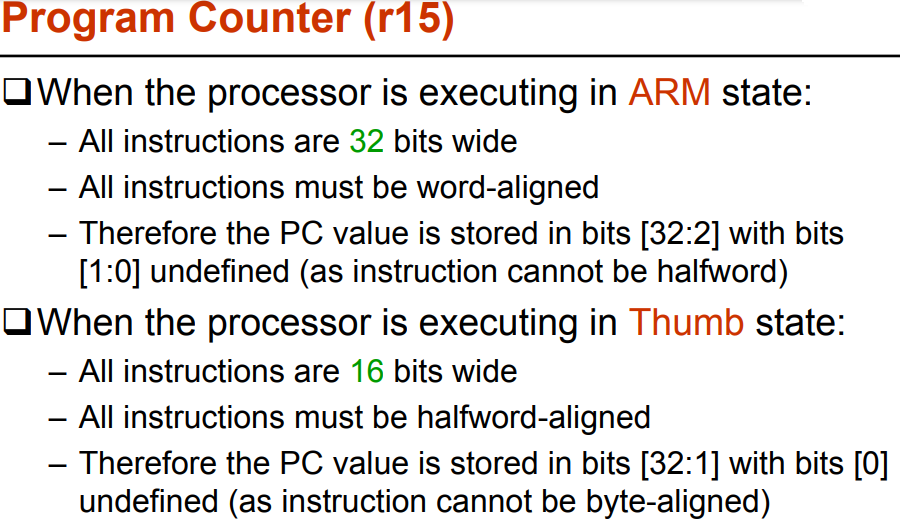 Program Counter (r15)
❑When the processor is executing in ARM state:
– All instructions are 32 bits wide
– All instructions must be word-aligned
– Therefore the PC value is stored in bits [32:2] with bits
[1:0] undefined (as instruction cannot be halfword)
❑When the processor is executing in Thumb state:
– All instructions are 16 bits wide
– All instructions must be halfword-aligned
– Therefore the PC value is stored in bits [32:1] with bits [0]
undefined (as instruction cannot be byte-aligned)